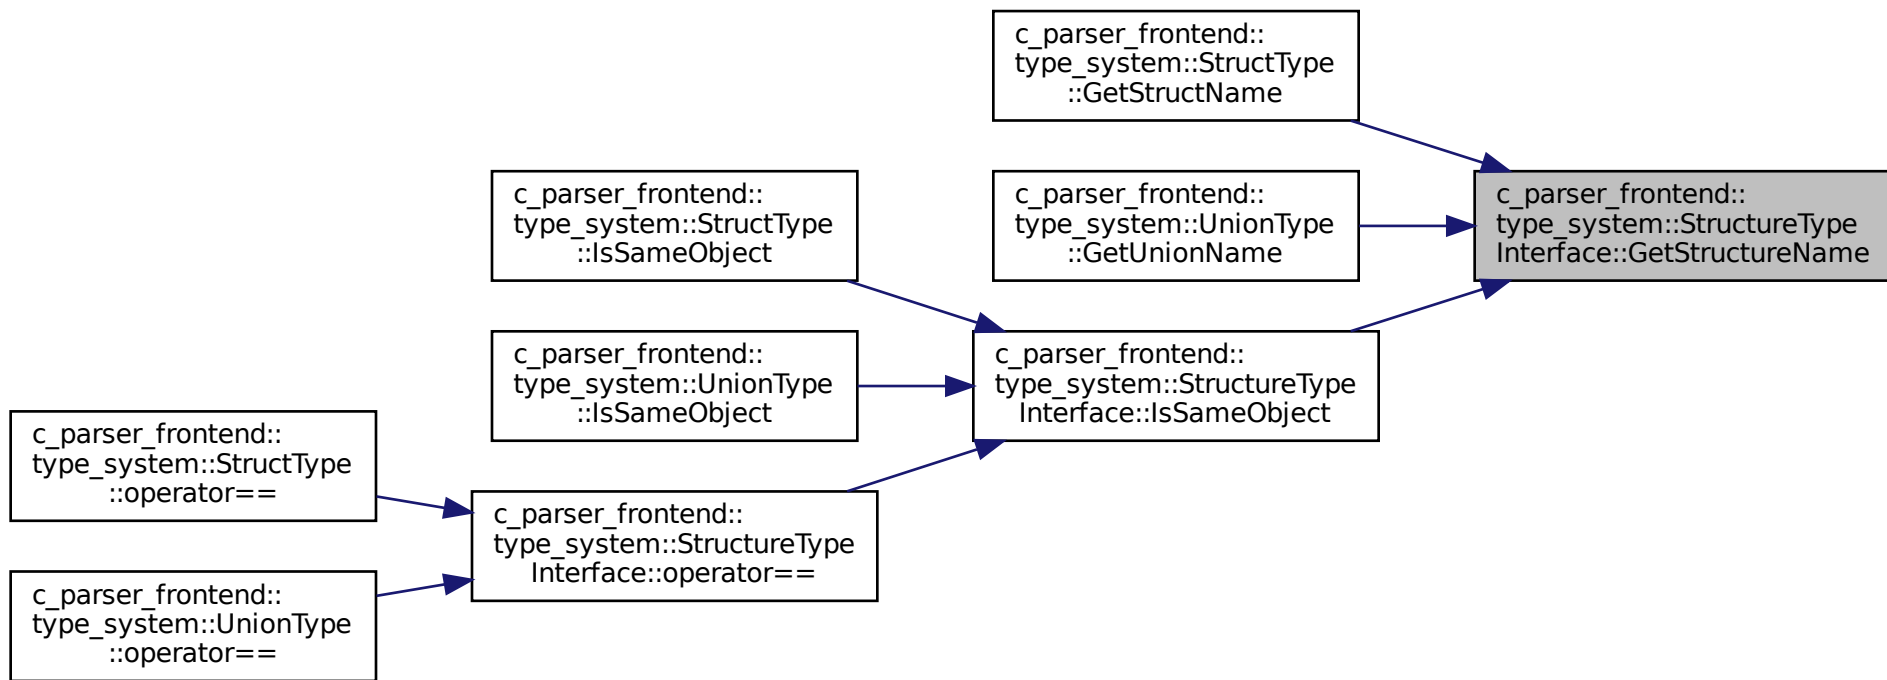 c_parser_frontend::
type_system::StructType
::GetStructName
c_parser_frontend::
type_system::StructType
::IsSameObject
c_parser_frontend::
type_system::UnionType
::GetUnionName
c_parser_frontend::
type_system::StructureType
Interface::GetStructureName
c_parser_frontend::
type_system::UnionType
::IsSameObject
c_parser_frontend::
type_system::StructureType
Interface::IsSameObject
c_parser_frontend::
type_system::StructType
::operator==
c_parser_frontend::
type_system::StructureType
Interface::operator==
c_parser_frontend::
type_system::UnionType
::operator==